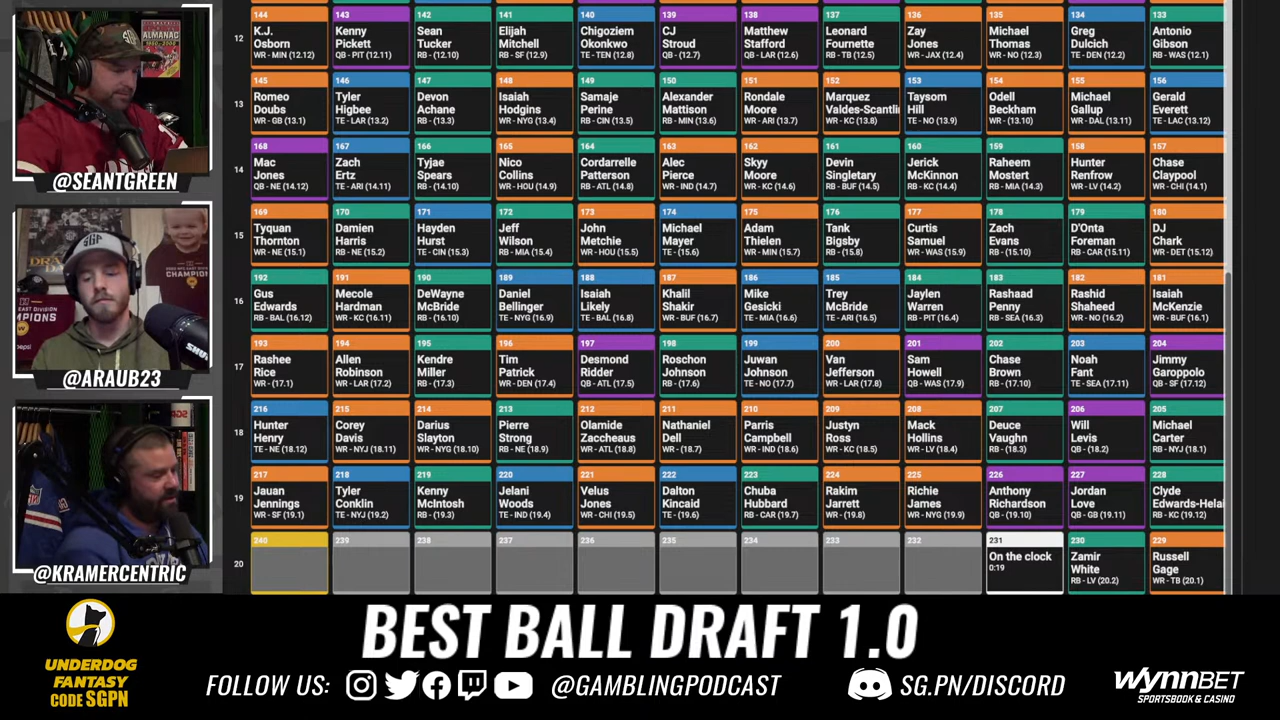 ALMANAC
@SEANTGREEN
SGP
CHAMPION
EAST DIVISION
@ARAUB23
@KRAMERCENTRIC
12
144
K.J.
Osborn
WR - MIN (12.12)
143
Kenny
Pickett
QB - PIT (12.11)
142
Sean
Tucker
RB - (12.10)
141
Elijah
Mitchell
RB - SF (12.9)
140
Chigoziem
Okonkwo
TE - TEN (12.8)
139
CJ
Stroud
QB - (12.7)
138
Matthew
Stafford
QB - LAR (12.6)
137
Leonard
Fournette
RB - TB (12.5)
136
Zay
Jones
WR - JAX (12.4)
135
Michael
Thomas
WR - NO (12.3)
134
Greg
Dulcich
TE - DEN (12.2)
133
Antonio
Gibson
RB - WAS (12.1)
13
145
Romeo
Doubs
WR - GB (13.1)
146
Tyler
Higbee
TE - LAR (13.2)
147
Devon
Achane
RB - (13.3)
148
Isaiah
Hodgins
WR - NYG (13.4)
149
Samaje
Perine
RB - CIN (13.5)
150
Alexander
Mattison
RB - MIN (13.6)
151
Rondale
Moore
WR - ARI (13.7)
152
Marquez
Valdes-Scantlin
WR - KC (13.8)
153
Taysom
Hill
TE - NO (13.9)
154
Odell
Beckham
WR - (13.10)
155
Michael
Gallup
WR - DAL (13.11)
156
Gerald
Everett
TE - LAC (13.12)
14
168
Mac
Jones
QB - NE (14.12)
167
Zach
Ertz
TE - ARI (14.11)
166
Tyjae
Spears
RB - (14.10)
165
Nico
Collins
WR - HOU (14.9)
164
Cordarrelle
Patterson
RB - ATL (14.8)
163
Alec
Pierce
WR - IND (14.7)
162
Skyy
Moore
WR - KC (14.6)
161
Devin
Singletary
RB - BUF (14.5)
160
Jerick
McKinnon
RB - KC (14.4)
159
Raheem
Mostert
RB - MIA (14.3)
158
Hunter
Renfrow
WR - LV (14.2)
157
Chase
Claypool
WR - CHI (14.1)
15
169
Tyquan
Thornton
WR - NE (15.1)
170
Damien
Harris
RB - NE (15.2)
171
Hayden
Hurst
TE - CIN (15.3)
172
Jeff
Wilson
RB - MIA (15.4)
173
John
Metchie
WR - HOU (15.5)
174
Michael
Mayer
TE - (15.6)
175
Adam
Thielen
WR - MIN (15.7)
176
Tank
Bigsby
RB - (15.8)
177
Curtis
Samuel
WR - WAS (15.9)
178
Zach
Evans
RB - (15.10)
179
D'Onta
Foreman
RB - CAR (15.11)
180
DJ
Chark
WR - DET (15.12)
16
192
Gus
Edwards
RB - BAL (16.12)
191
Mecole
Hardman
WR - KC (16.11)
190
DeWayne
McBride
RB - (16.10)
189
Daniel
Bellinger
TE - NYG (16.9)
188
Isaiah
Likely
TE - BAL (16.8)
187
Khalil
Shakir
WR - BUF (16.7)
186
Mike
Gesicki
TE - MIA (16.6)
185
Trey
McBride
TE - ARI (16.5)
184
Jaylen
Warren
RB - PIT (16.4)
183
Rashaad
Penny
RB - SEA (16.3)
182
Rashid
Shaheed
WR - NO (16.2)
181
Isaiah
McKenzie
WR - BUF (16.1)
17
193
Rashee
Rice
WR - (17.1)
194
Allen
Robinson
WR - LAR (17.2)
195
Kendre
Miller
RB - (17.3)
196
Tim
Patrick
WR - DEN (17.4)
197
Desmond
Ridder
QB - ATL (17.5)
198
Roschon
Johnson
RB - (17.6)
199
Juwan
Johnson
TE - NO (17.7)
200
Van
Jefferson
WR - LAR (17.8)
201
Sam
Howell
QB - WAS (17.9)
202
Chase
Brown
RB - (17.10)
203
Noah
Fant
TE - SEA (17.11)
204
Jimmy
Garoppolo
QB - SF (17.12)
18
216
Hunter
Henry
TE - NE (18.12)
215
Corey
Davis
WR - NYJ (18.11)
214
Darius
Slayton
WR - NYG (18.10)
213
Pierre
Strong
RB - NE (18.9)
212
Olamide
Zaccheaus
WR - ATL (18.8)
211
Nathaniel
Dell
WR - (18.7)
210
Parris
Campbell
WR - IND (18.6)
209
Justyn
Ross
WR - KC (18.5)
208
Mack
Hollins
WR - LV (18.4)
207
Deuce
Vaughn
RB - (18.3)
206
Will
Levis
QB - (18.2)
205
Michael
Carter
RB - NYJ (18.1)
19
217
Jauan
Jennings
WR - SF (19.1)
218
Tyler
Conklin
TE - NYJ (19.2)
219
Kenny
McIntosh
RB - (19.3)
220
Jelani
Woods
TE - IND (19.4)
221
Velus
Jones
WR - CHI (19.5)
222
Dalton
Kincaid
TE - (19.6)
223
Chuba
Hubbard
RB - CAR (19.7)
224
Rakim
Jarrett
WR - (19.8)
225
Richie
James
WR - NYG (19.9)
226
Anthony
Richardson
QB - (19.10)
227
Jordan
Love
QB - GB (19.11)
228
Clyde
Edwards-Helai
RB - KC (19.12)
20
240
239
238
237
236
235
234
233
232
231
On the clock
0:19
230
Zamir
White
RB - LV (20.2)
229
Russell
Gage
WR - TB (20.1)
BEST BALL DRAFT 1.0
UNDERDOG
FANTASY
CODE SGPN
FOLLOW US:
@GAMBLINGPODCAST
SG.PN/DISCORD
WYNNBET
SPORTSBOOK & CASINO